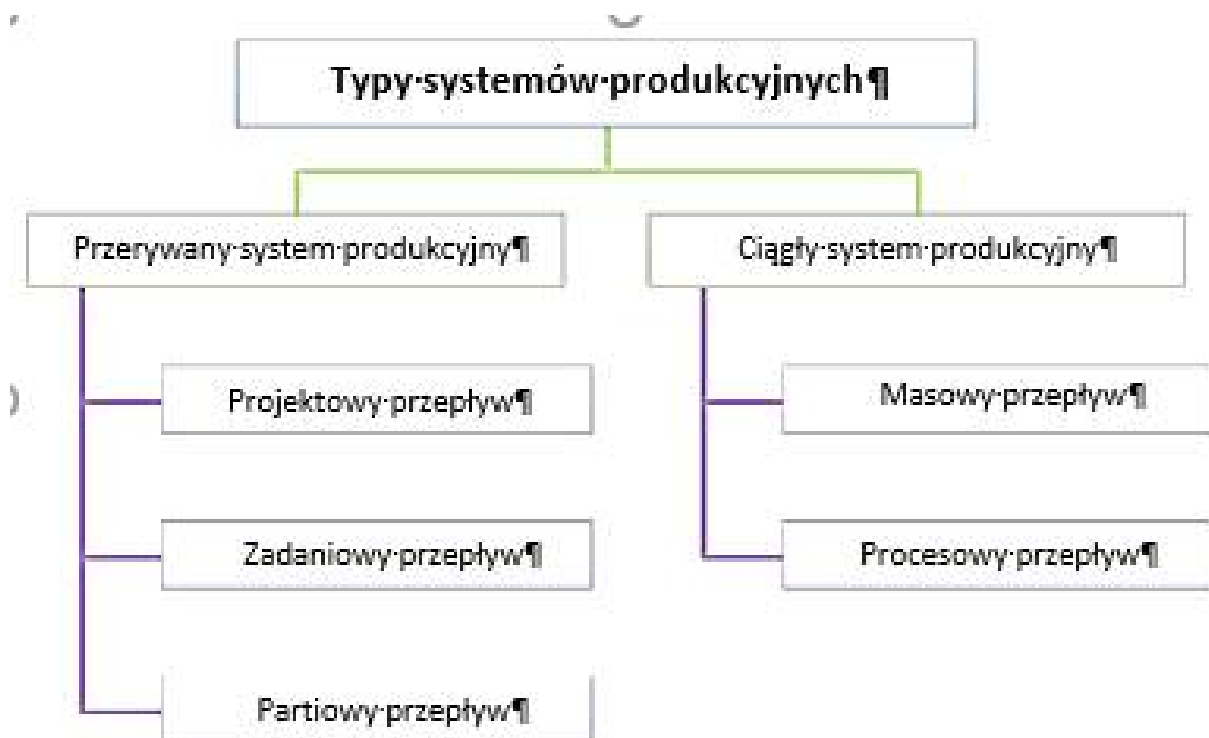 Typy·systemów·produkcyjnych¶
Przerywany·system·produkcyjny¶
Projektowy·przepływ¶
Zadaniowy·przepływ¶
Partiowy·przepływ¶
Ciągły·system·produkcyjny¶
Masowy·przepływ¶
Procesowy·przepływ¶